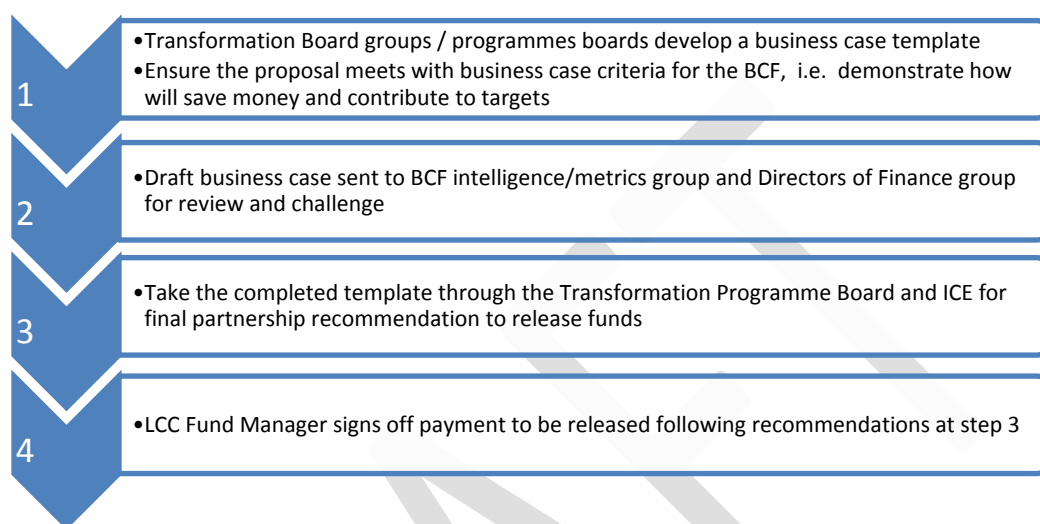 1
•Transformation Board groups / programmes boards develop a business case template
•Ensure the proposal meets with business case criteria for the BCF, i.e. demonstrate how
will save money and contribute to targets
2
•Draft business case sent to BCF intelligence/metrics group and Directors of Finance group
for review and challenge
3
•Take the completed template through the Transformation Programme Board and ICE for
final partnership recommendation to release funds
4
•LCC Fund Manager signs off payment to be released following recommendations at step 3